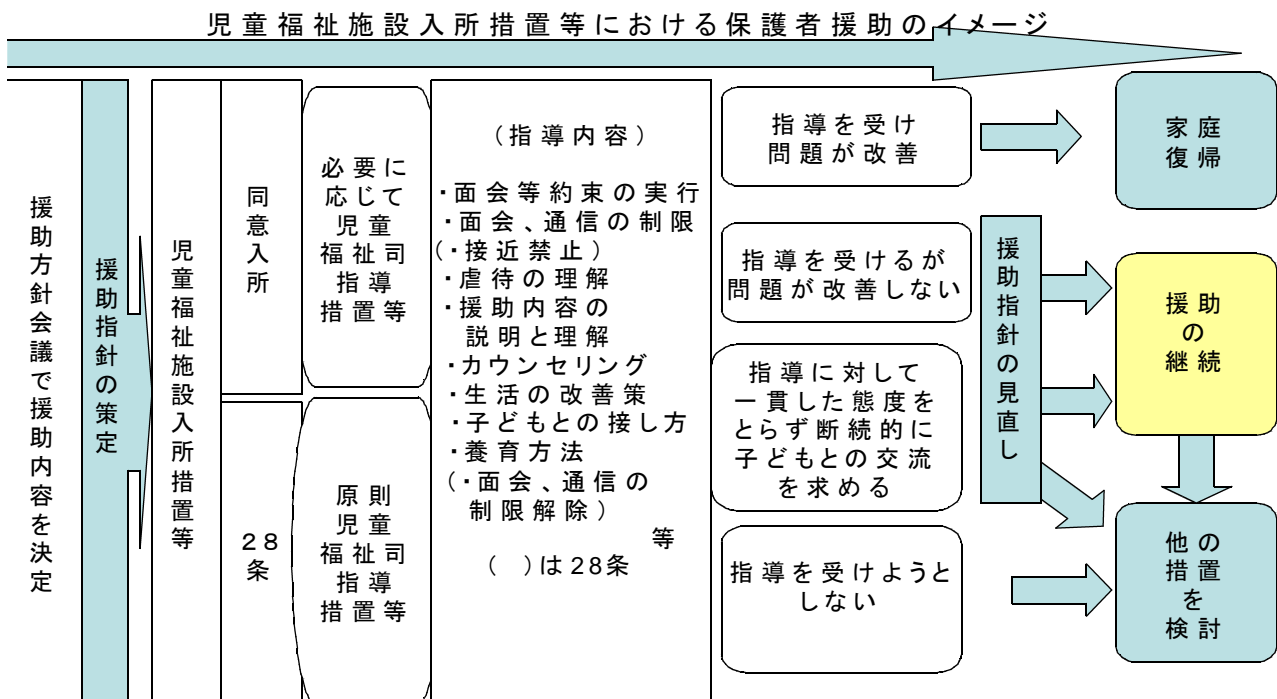 児童福祉施設入所措置等における保護者援助のイメージ
援助方針会議で援助内容を決定
援助指針の策定
児童福祉施設入所措置等
同意入所
28
条
必要に
応じて
児童
福祉司
指導
措置等
原則
児童
福祉司
指導
措置等
(指導内容)
・面会等約束の実行
・面会、通信の制限
(・接近禁止)
・虐待の理解
・援助内容の
説明と理解
・カウンセリング
・生活の改善策
・子どもとの接し方
・養育方法
(・面会、通信の
制限解除)
等
( )は28条
指導を受け
問題が改善
指導を受けるが
問題が改善しない
指導に対して
一貫した態度を
とらず断続的に
子どもとの交流
を求める
指導を受けようと
しない
援助指針の見直し
家庭
復帰
援助
の
継続
他の
措置
を
検討